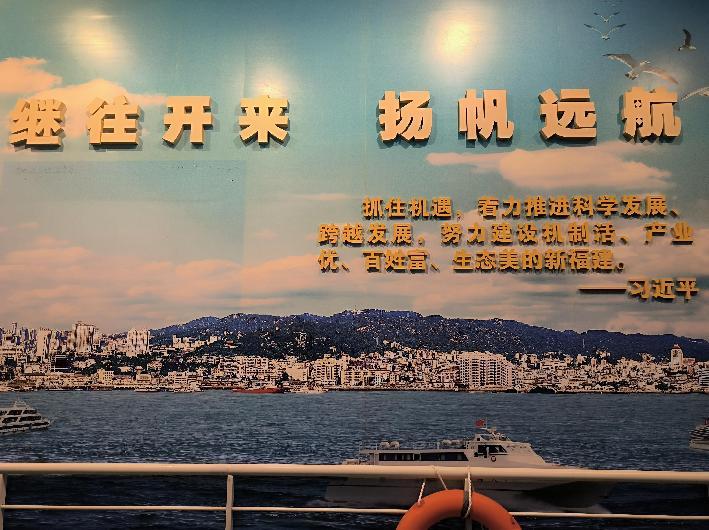 继往开来 扬帆远航
抓住机遇，着力推进科学发展、
跨越发展，努力建设机制活、产业
优、百姓富、生态美的新福建。
——习近平